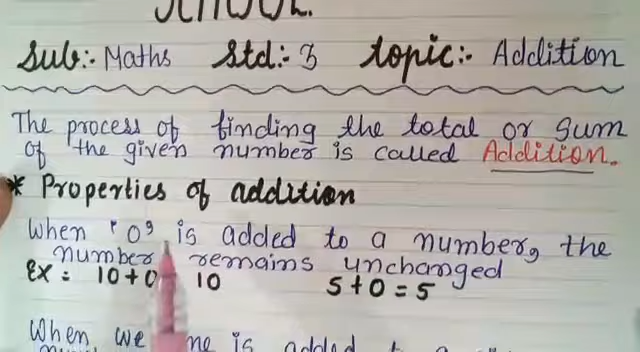 SCHOOL.
Sub:- Maths Std:- 3 topic:- Addition
The process of finding the total or sum
of the given number is called Addition.
* Properties of addition
When '0' is added to a number, the
number remains unchanged
Ex = 10+0 10 5+0=5
When we is added to a